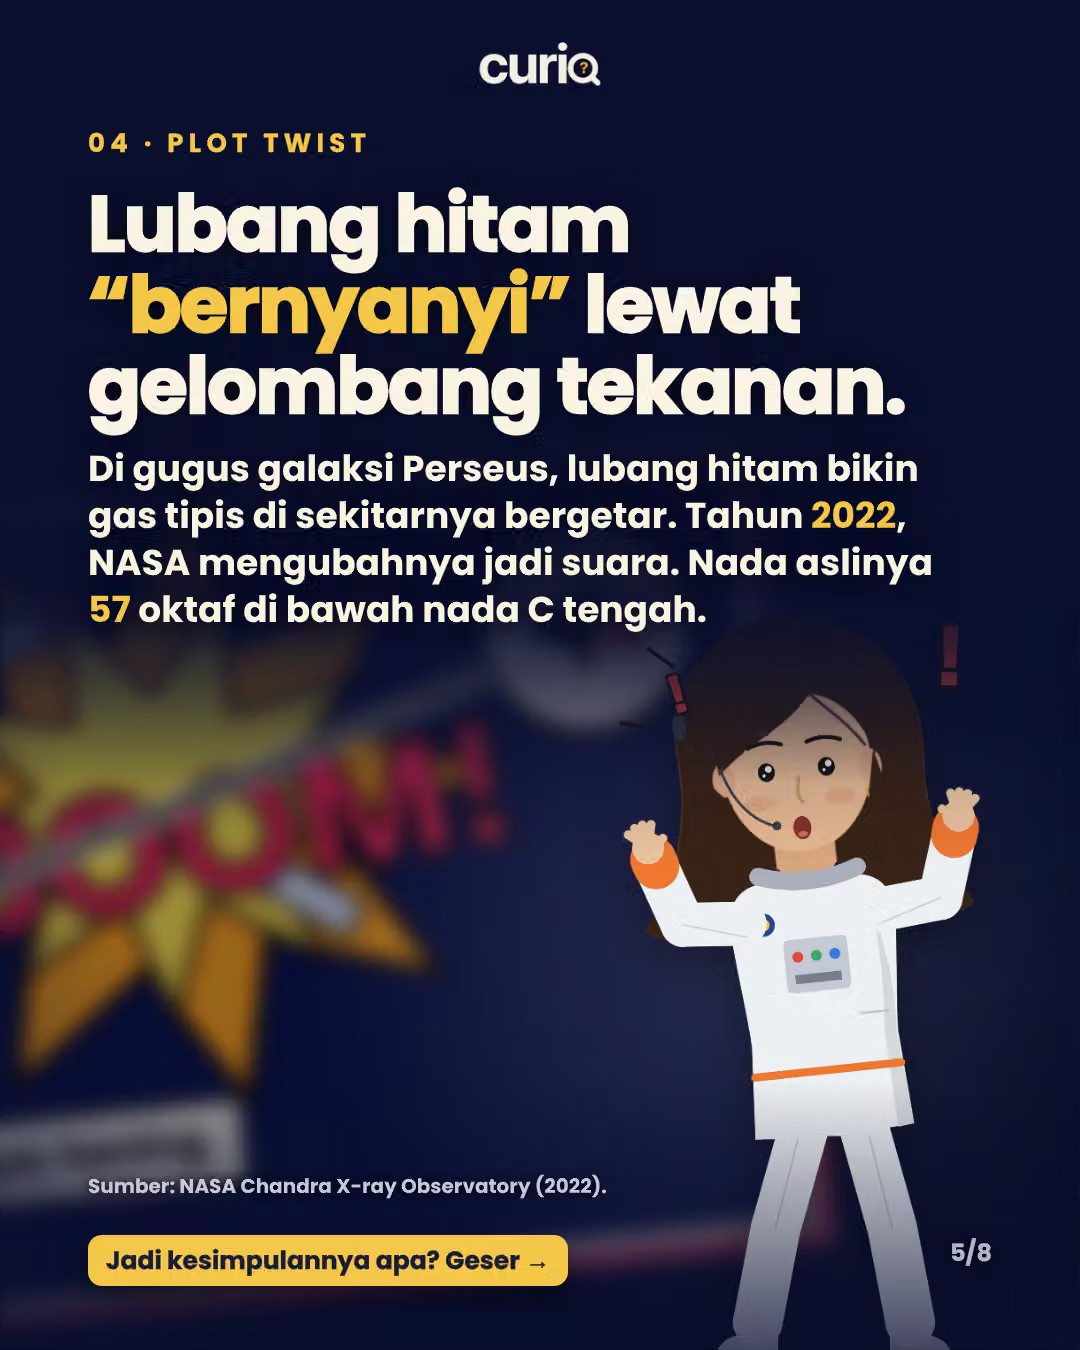 curio
04 · PLOT TWIST
Lubang hitam
“bernyanyi” lewat
gelombang tekanan.
Di gugus galaksi Perseus, lubang hitam bikin
gas tipis di sekitarnya bergetar. Tahun 2022,
NASA mengubahnya jadi suara. Nada aslinya
57 oktaf di bawah nada C tengah.
! !
OOM!
Sumber: NASA Chandra X-ray Observatory (2022).
Jadi kesimpulannya apa? Geser →
5/8